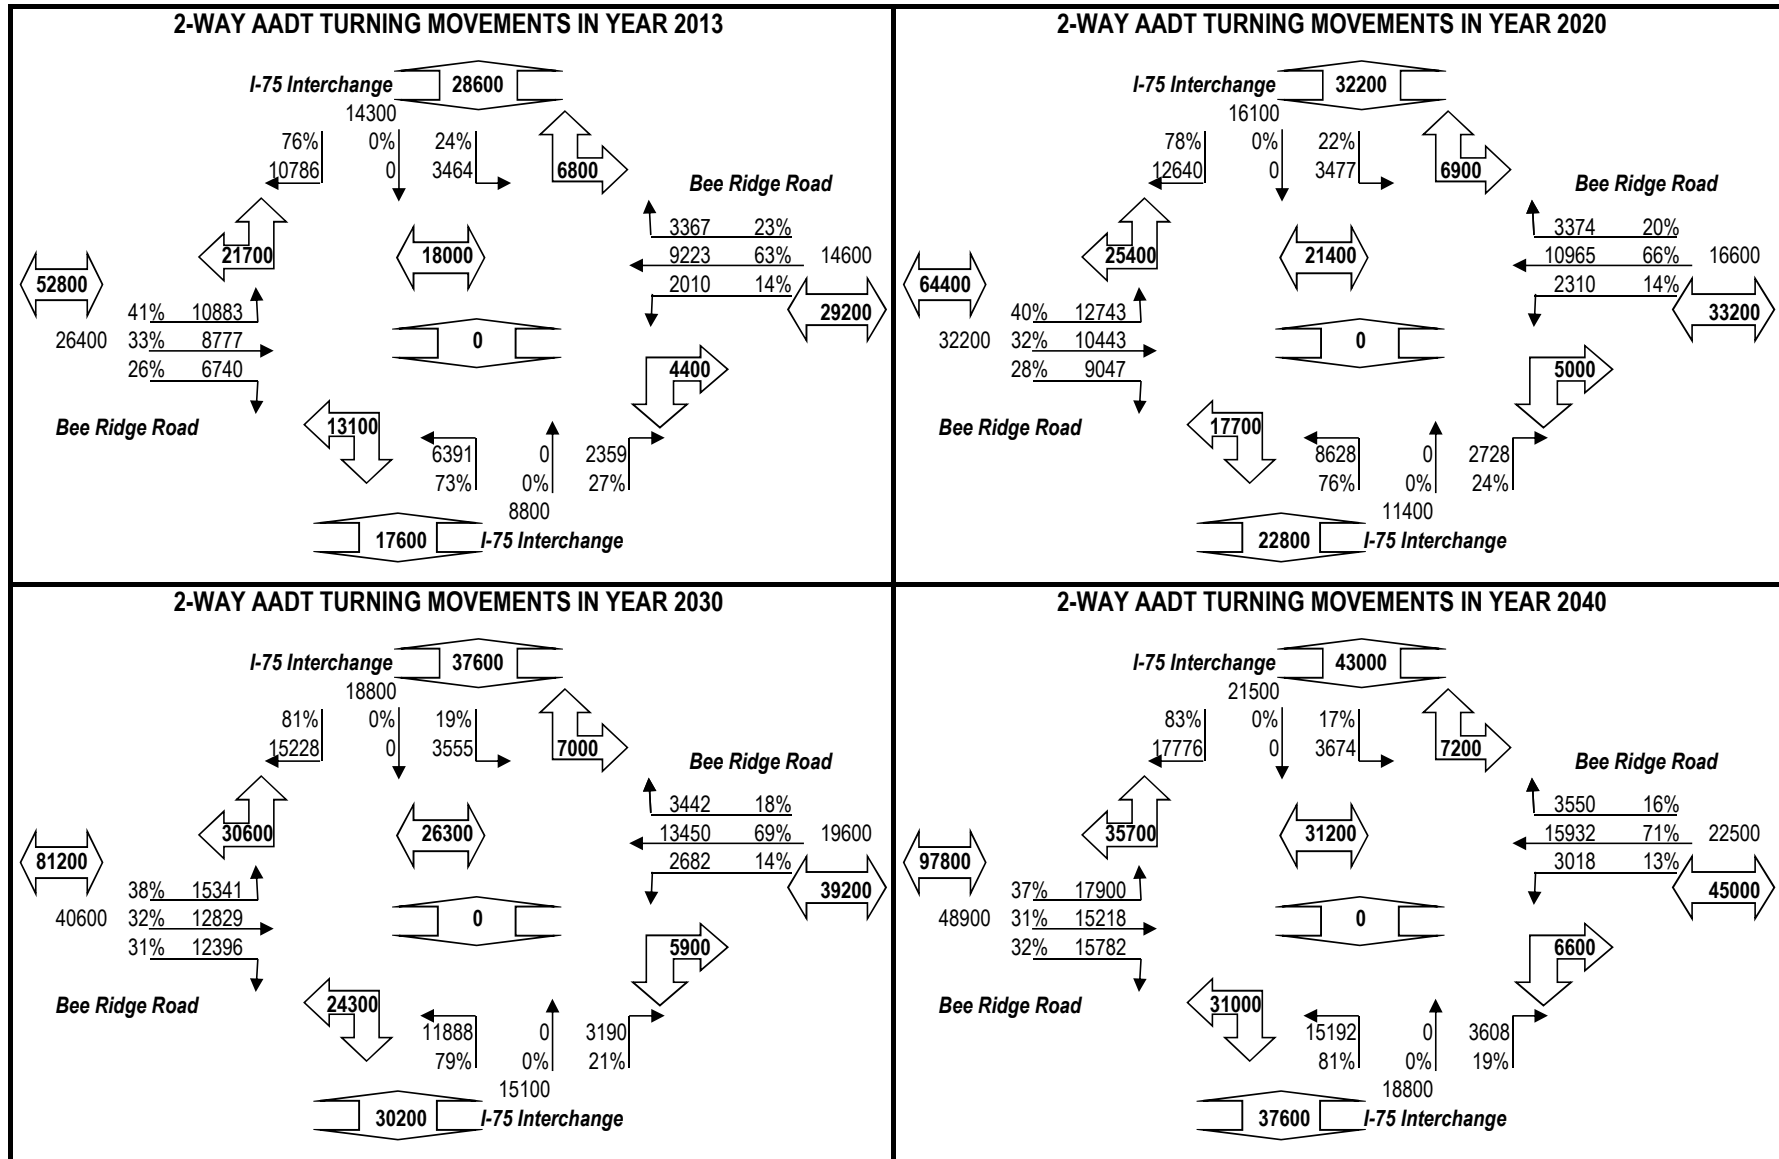 2-WAY AADT TURNING MOVEMENTS IN YEAR 2013
I-75 Interchange 28600
14300
76% 0% 24%
10786 0 3464 6800
Bee Ridge Road
3367 23%
21700 18000 9223 63% 14600
52800 2010 14%
41% 10883 29200
26400 33% 8777 0
26% 6740 4400
Bee Ridge Road 13100
6391 0 2359
73% 0% 27%
8800
17600 I-75 Interchange
2-WAY AADT TURNING MOVEMENTS IN YEAR 2020
I-75 Interchange 32200
16100
78% 0% 22%
12640 0 3477 6900
Bee Ridge Road
3374 20%
25400 21400 10965 66% 16600
64400 2310 14%
40% 12743 33200
32200 32% 10443 0
28% 9047 5000
Bee Ridge Road 17700
8628 0 2728
76% 0% 24%
11400
22800 I-75 Interchange
2-WAY AADT TURNING MOVEMENTS IN YEAR 2030
I-75 Interchange 37600
18800
81% 0% 19%
15228 0 3555 7000
Bee Ridge Road
3442 18%
30600 26300 13450 69% 19600
81200 2682 14%
38% 15341 39200
40600 32% 12829 0
31% 12396 5900
Bee Ridge Road 24300
11888 0 3190
79% 0% 21%
15100
30200 I-75 Interchange
2-WAY AADT TURNING MOVEMENTS IN YEAR 2040
I-75 Interchange 43000
21500
83% 0% 17%
17776 0 3674 7200
Bee Ridge Road
3550 16%
35700 31200 15932 71% 22500
97800 3018 13%
37% 17900 45000
48900 31% 15218 0
32% 15782 6600
Bee Ridge Road 31000
15192 0 3608
81% 0% 19%
18800
37600 I-75 Interchange